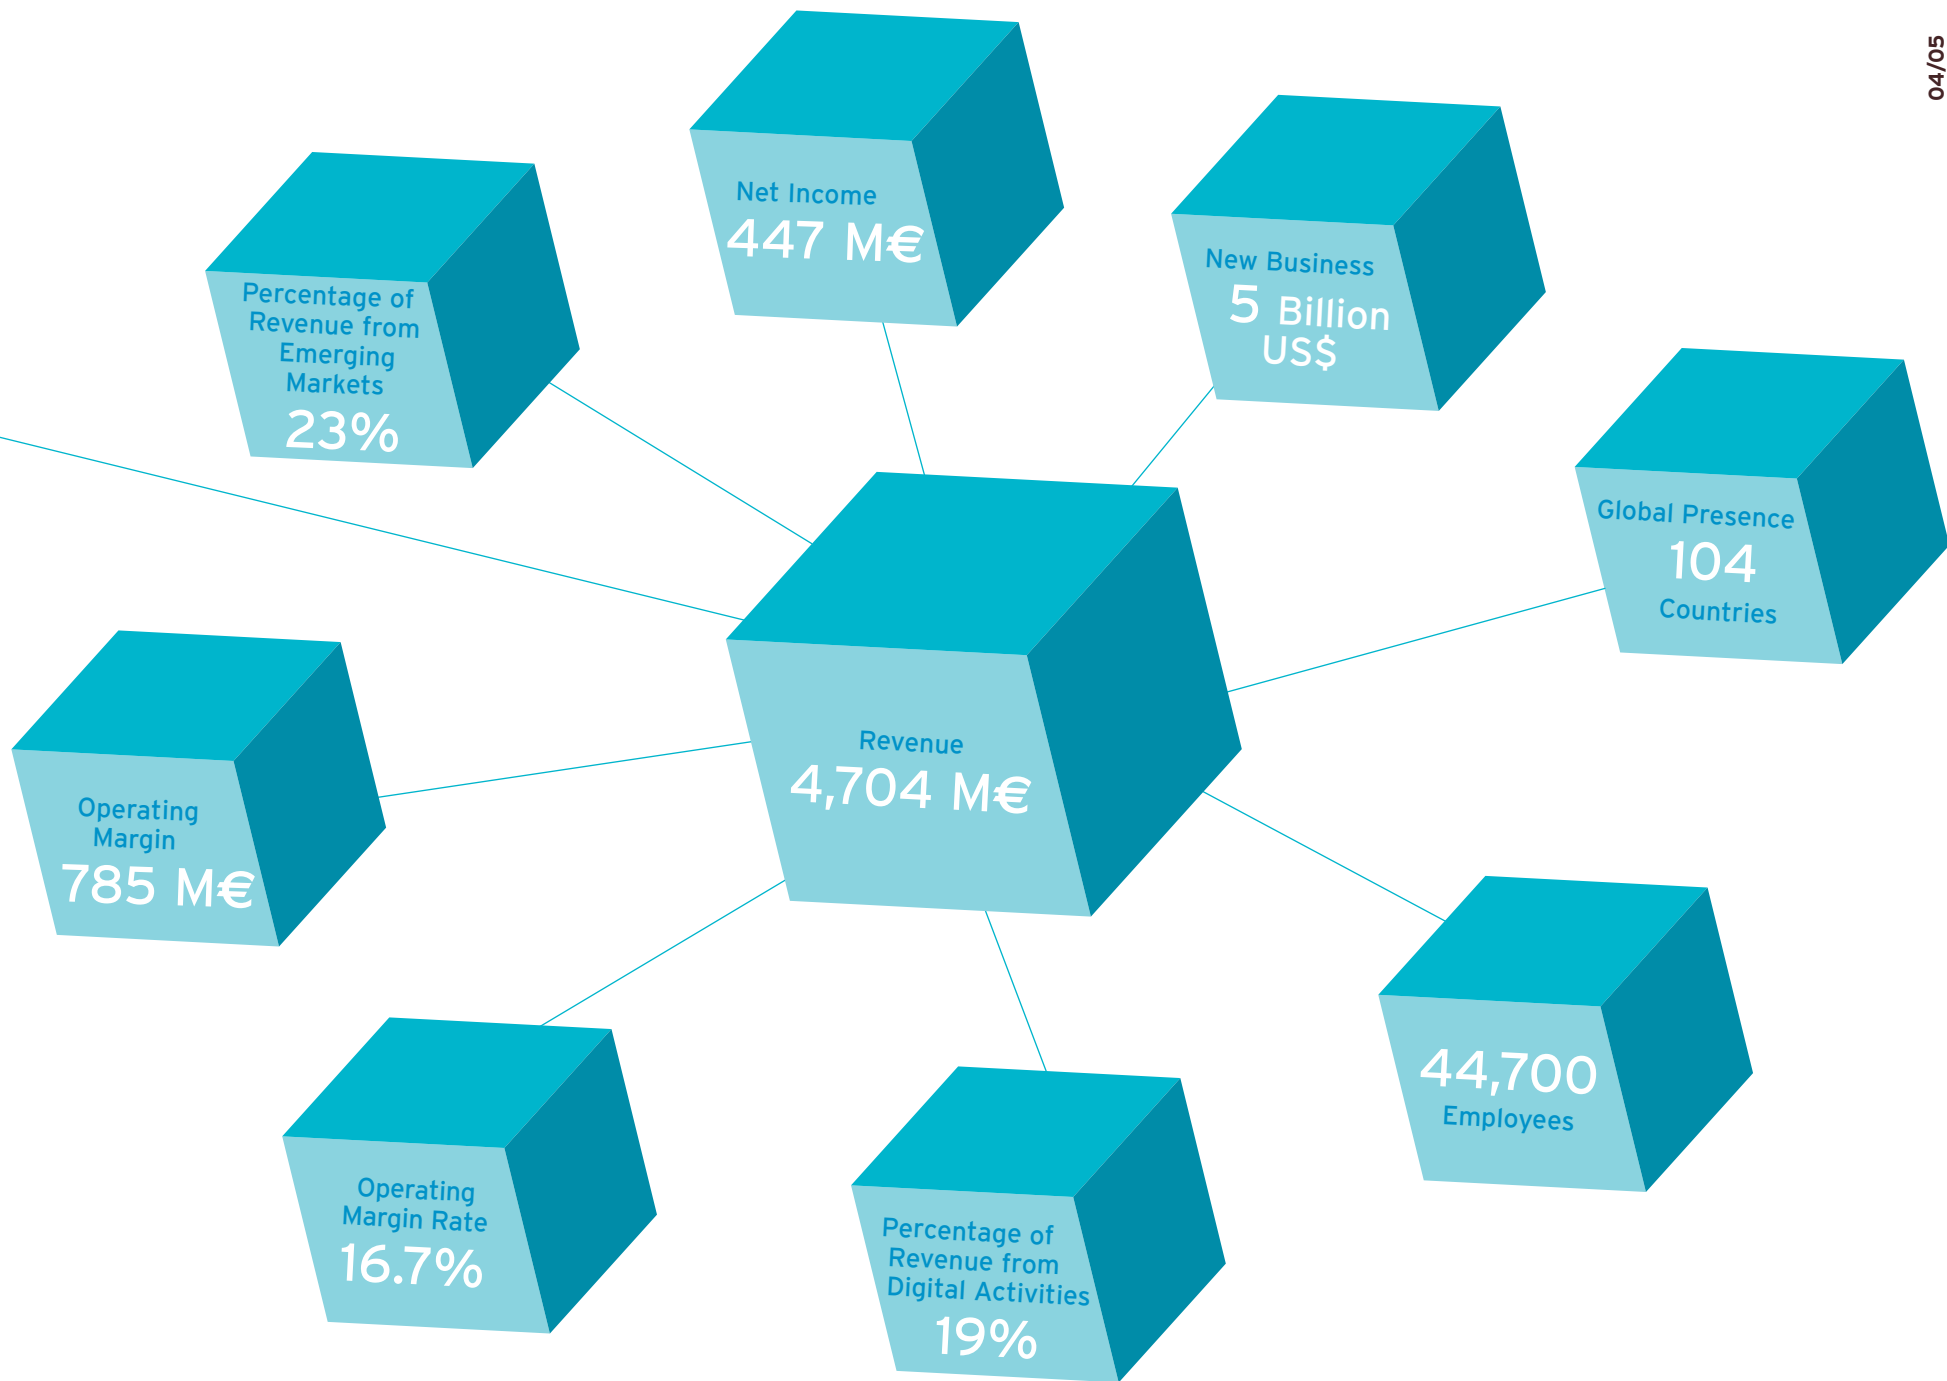 04/05
Net Income
447 M€
New Business
5 Billion
US$
Percentage of
Revenue from
Emerging
Markets
23%
Global Presence
104
Countries
Revenue
4,704 M€
Operating
Margin
785 M€
44,700
Employees
Operating
Margin Rate
16.7%
Percentage of
Revenue from
Digital Activities
19%